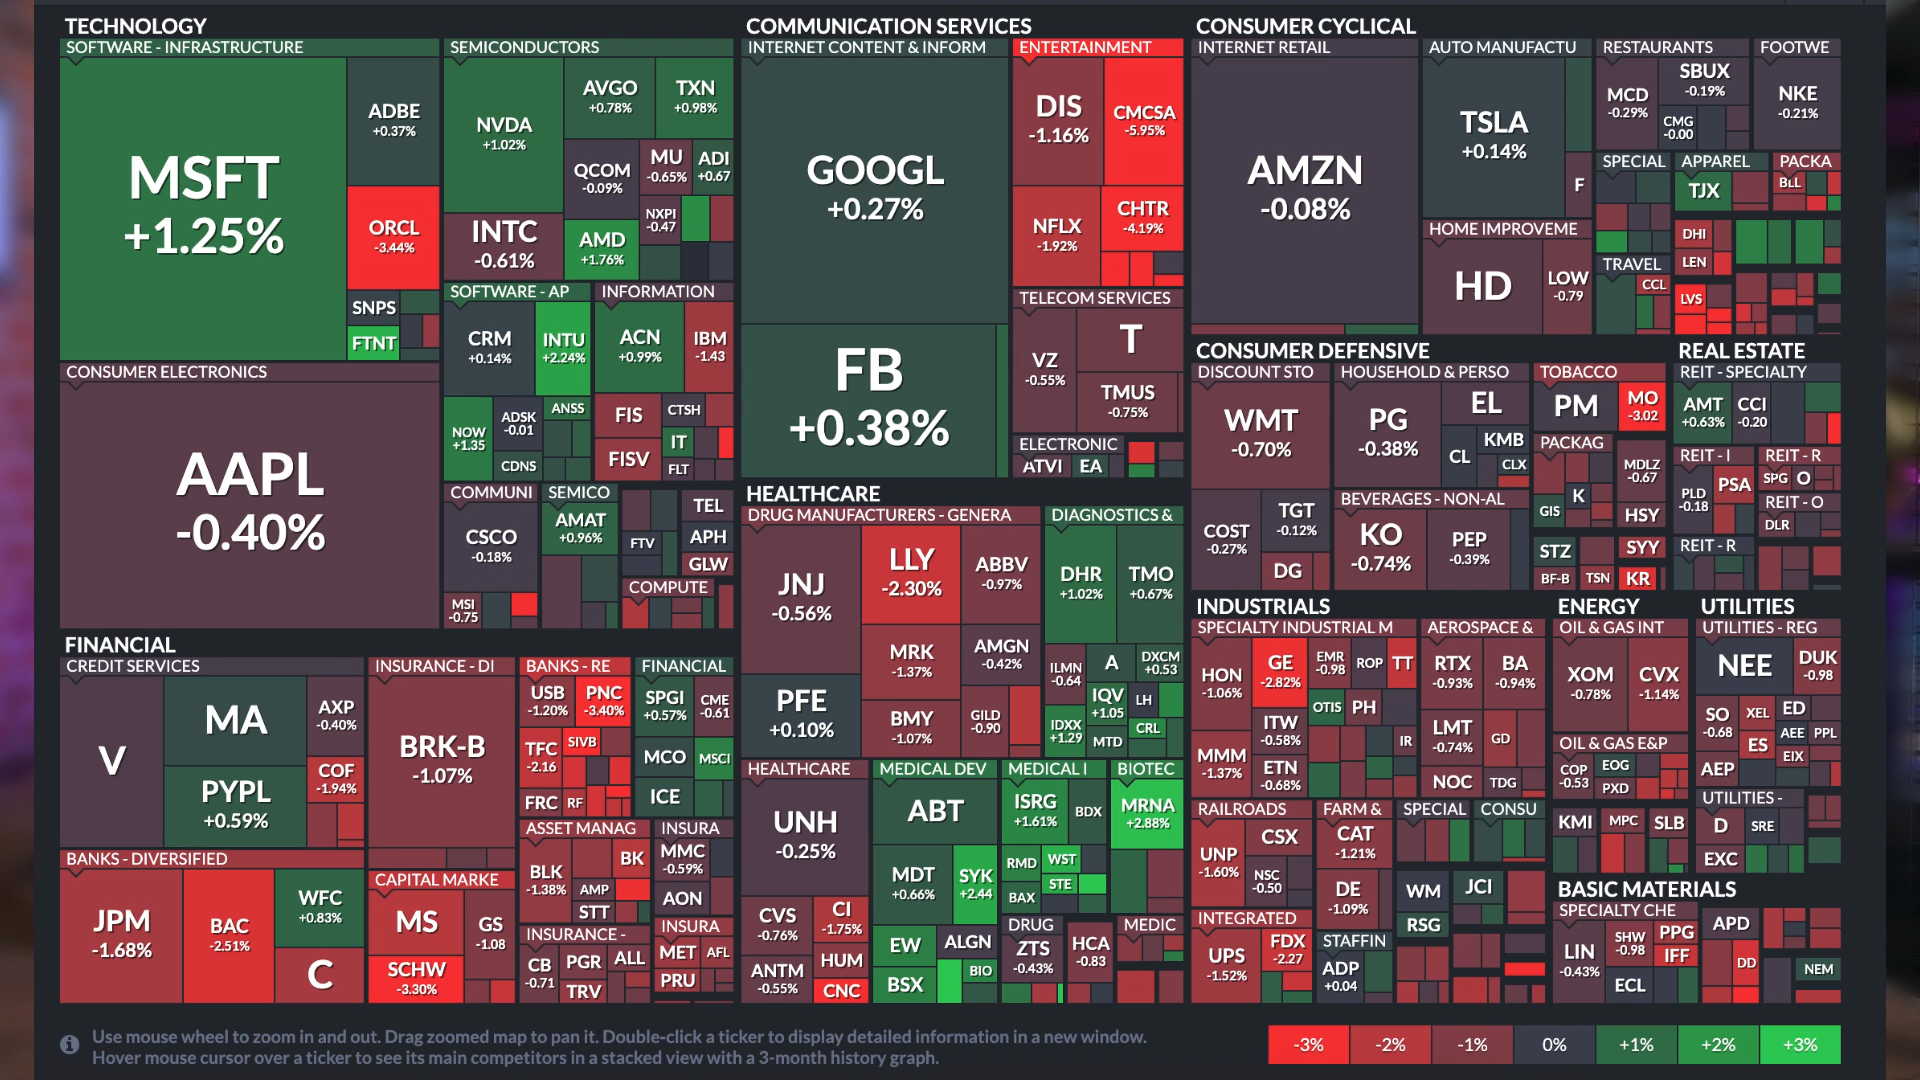 TECHNOLOGY
SOFTWARE - INFRASTRUCTURE
MSFT
+1.25%
ADBE
+0.37%
ORCL
-3.44%
SNPS
FTNT
SEMICONDUCTORS
NVDA
+1.02%
AVGO
+0.78%
TXN
+0.98%
QCOM
-0.09%
MU
-0.65%
ADI
+0.67
NXPI
-0.47
INTC
-0.61%
AMD
+1.76%
SOFTWARE - AP
CRM
+0.14%
INTU
+2.24%
NOW
+1.35
ADSK
-0.01
ANSS
CDNS
INFORMATION
ACN
+0.99%
IBM
-1.43
FIS
CTSH
FISV
IT
FLT
CONSUMER ELECTRONICS
AAPL
-0.40%
COMMUNI
CSCO
-0.18%
MSI
-0.75
SEMICO
AMAT
+0.96%
FTV
TEL
APH
GLW
COMPUTE
COMMUNICATION SERVICES
INTERNET CONTENT & INFORM
GOOGL
+0.27%
FB
+0.38%
ENTERTAINMENT
DIS
-1.16%
CMCSA
-5.95%
NFLX
-1.92%
CHTR
-4.19%
TELECOM SERVICES
VZ
-0.55%
T
TMUS
-0.75%
ELECTRONIC
ATVI
EA
CONSUMER CYCLICAL
INTERNET RETAIL
AMZN
-0.08%
AUTO MANUFACTU
TSLA
+0.14%
F
HOME IMPROVEME
HD
LOW
-0.79
RESTAURANTS
MCD
-0.29%
SBUX
-0.19%
CMG
-0.00
FOOTWE
NKE
-0.21%
SPECIAL
APPAREL
TJX
PACKA
BLL
TRAVEL
CCL
DHI
LEN
LVS
CONSUMER DEFENSIVE
DISCOUNT STO
WMT
-0.70%
COST
-0.27%
TGT
-0.12%
DG
HOUSEHOLD & PERSO
PG
-0.38%
EL
CL
KMB
CLX
BEVERAGES - NON-AL
KO
-0.74%
PEP
-0.39%
TOBACCO
PM
MO
-3.02
PACKAG
GIS
K
MDLZ
-0.67
HSY
STZ
SYY
BF-B
TSN
KR
REAL ESTATE
REIT - SPECIALTY
AMT
+0.63%
CCI
-0.20
REIT - I
PLD
-0.18
PSA
REIT - R
SPG
O
REIT - O
DLR
REIT - R
HEALTHCARE
DRUG MANUFACTURERS - GENERA
JNJ
-0.56%
LLY
-2.30%
ABBV
-0.97%
MRK
-1.37%
AMGN
-0.42%
PFE
+0.10%
BMY
-1.07%
GILD
-0.90
DIAGNOSTICS &
DHR
+1.02%
TMO
+0.67%
ILMN
-0.64
A
DXCM
+0.53
IQV
+1.05
LH
IDXX
+1.29
MTD
CRL
HEALTHCARE
UNH
-0.25%
CVS
-0.76%
CI
-1.75%
HUM
ANTM
-0.55%
CNC
MEDICAL DEV
ABT
MDT
+0.66%
SYK
+2.44
EW
ALGN
BSX
BIO
MEDICAL I
ISRG
+1.61%
BDX
RMD
WST
STE
BAX
BIOTEC
MRNA
+2.88%
DRUG
ZTS
-0.43%
HCA
-0.83
MEDIC
FINANCIAL
CREDIT SERVICES
V
MA
AXP
-0.40%
PYPL
+0.59%
COF
-1.94%
INSURANCE - DI
BRK-B
-1.07%
BANKS - RE
USB
-1.20%
PNC
-3.40%
TFC
-2.16
SIVB
FRC
RF
FINANCIAL
SPGI
+0.57%
CME
-0.61
MCO
MSCI
ICE
BANKS - DIVERSIFIED
JPM
-1.68%
BAC
-2.51%
WFC
+0.83%
C
CAPITAL MARKE
MS
GS
-1.08
SCHW
-3.30%
ASSET MANAG
BLK
-1.38%
BK
AMP
STT
INSURA
MMC
-0.59%
AON
INSURANCE -
CB
-0.71
PGR
ALL
TRV
INSURA
MET
AFL
PRU
INDUSTRIALS
SPECIALTY INDUSTRIAL M
HON
-1.06%
GE
-2.82%
EMR
-0.98
ROP
TT
OTIS
PH
ITW
-0.58%
IR
MMM
-1.37%
ETN
-0.68%
AEROSPACE &
RTX
-0.93%
BA
-0.94%
LMT
-0.74%
GD
NOC
TDG
RAILROADS
UNP
-1.60%
CSX
NSC
-0.50
FARM &
CAT
-1.21%
DE
-1.09%
SPECIAL
CONSU
WM
JCI
RSG
INTEGRATED
UPS
-1.52%
FDX
-2.27
STAFFIN
ADP
+0.04
ENERGY
OIL & GAS INT
XOM
-0.78%
CVX
-1.14%
OIL & GAS E&P
COP
-0.53
EOG
PXD
KMI
MPC
SLB
UTILITIES
UTILITIES - REG
NEE
DUK
-0.98
SO
-0.68
XEL
ED
ES
AEE
PPL
EIX
AEP
UTILITIES -
D
SRE
EXC
BASIC MATERIALS
SPECIALTY CHE
LIN
-0.43%
SHW
-0.98
PPG
IFF
ECL
APD
DD
NEM
Use mouse wheel to zoom in and out. Drag zoomed map to pan it. Double-click a ticker to display detailed information in a new window.
Hover mouse cursor over a ticker to see its main competitors in a stacked view with a 3-month history graph.
-3%
-2%
-1%
0%
+1%
+2%
+3%